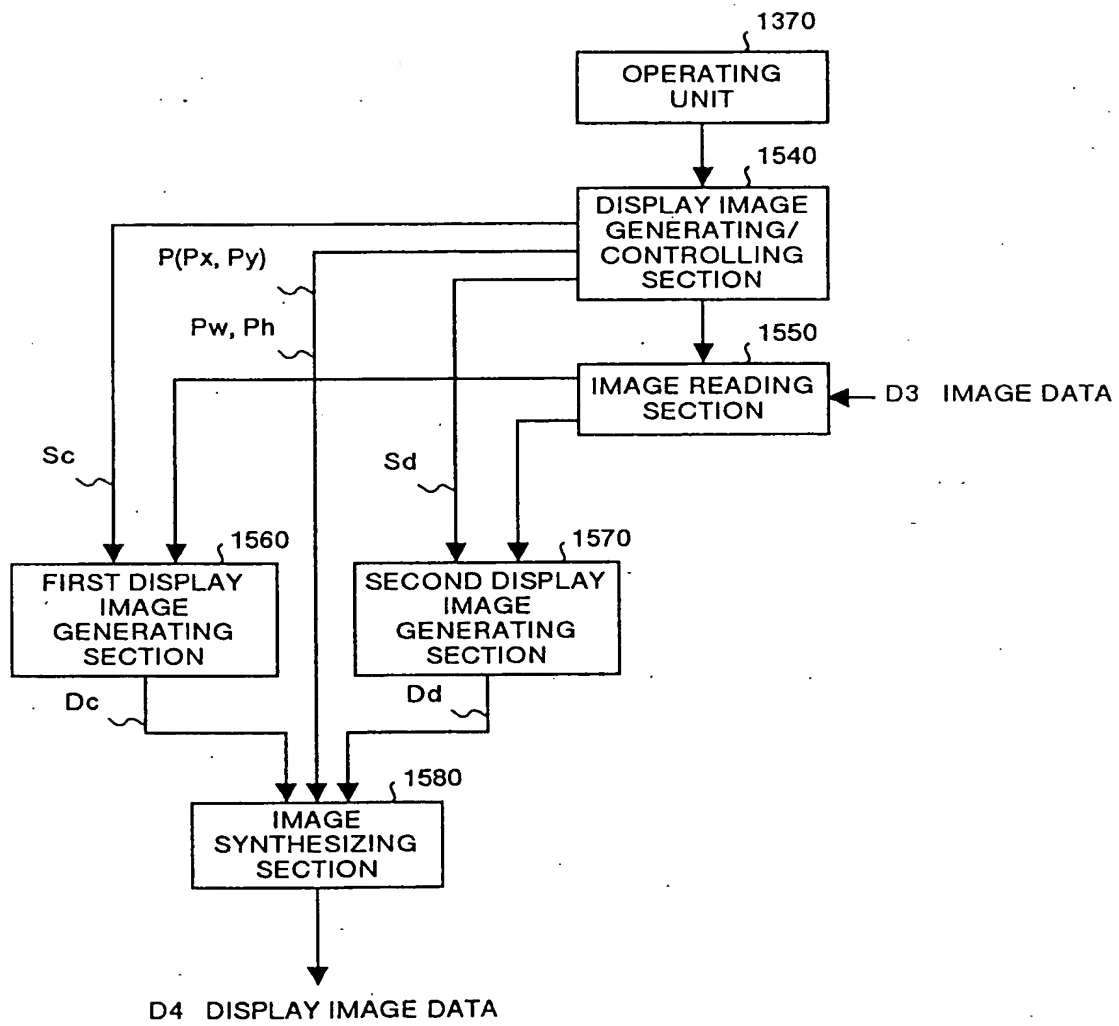 1370
OPERATING
UNIT
1540
DISPLAY IMAGE
GENERATING/
CONTROLLING
SECTION
P(Px, Py)
Pw, Ph
1550
IMAGE READING
SECTION
D3 IMAGE DATA
Sc
Sd
1560
FIRST DISPLAY
IMAGE
GENERATING
SECTION
1570
SECOND DISPLAY
IMAGE
GENERATING
SECTION
Dc
Dd
1580
IMAGE
SYNTHESIZING
SECTION
D4 DISPLAY IMAGE DATA